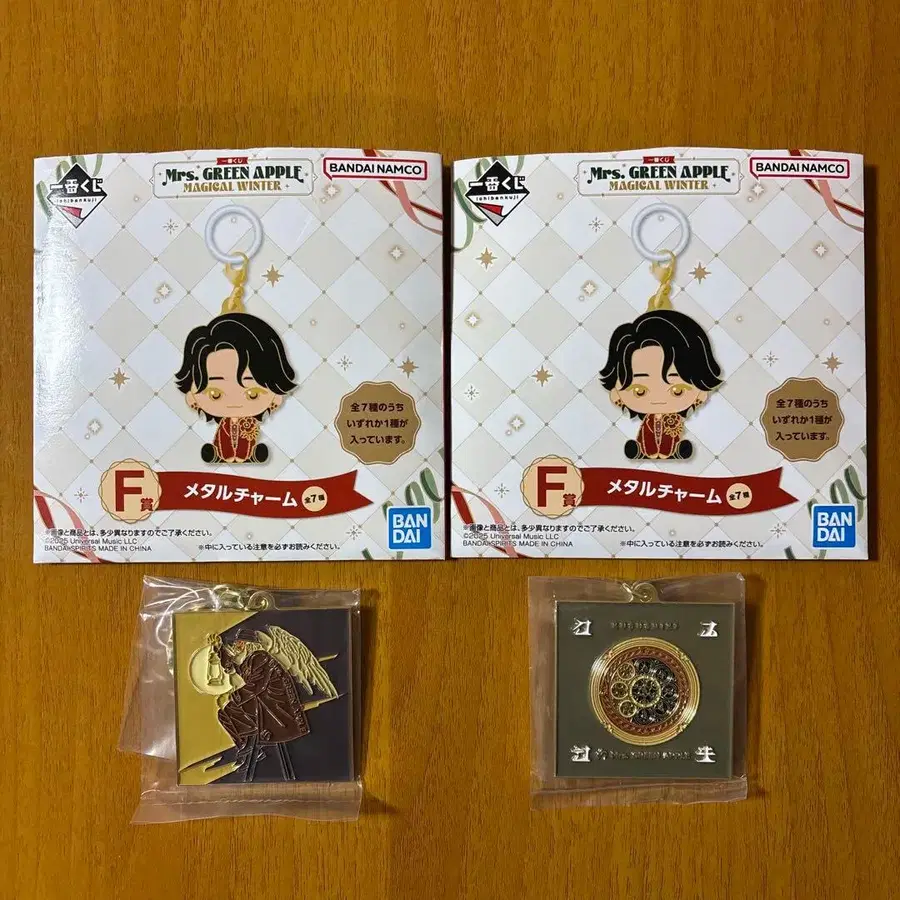 一番くじ
ichibankuji
一番くじ
Mrs. GREEN APPLE
MAGICAL WINTER
BANDAI NAMCO
全7種のうち
いずれか1種が
入っています。
F賞
メタルチャーム
全7種
※画像と商品とは、多少異なりますのでご了承ください。
©2025 Universal Music LLC
BANDAI SPIRITS MADE IN CHINA
※中に入っている注意を必ずお読みください。
BAN
DAI
一番くじ
ichibankuji
一番くじ
Mrs. GREEN APPLE
MAGICAL WINTER
BANDAI NAMCO
全7種のうち
いずれか1種が
入っています。
F賞
メタルチャーム
全7種
※画像と商品とは、多少異なりますのでご了承ください。
©2025 Universal Music LLC
BANDAI SPIRITS MADE IN CHINA
※中に入っている注意を必ずお読みください。
BAN
DAI
KUSUSHIKI
Mrs. GREEN APPLE